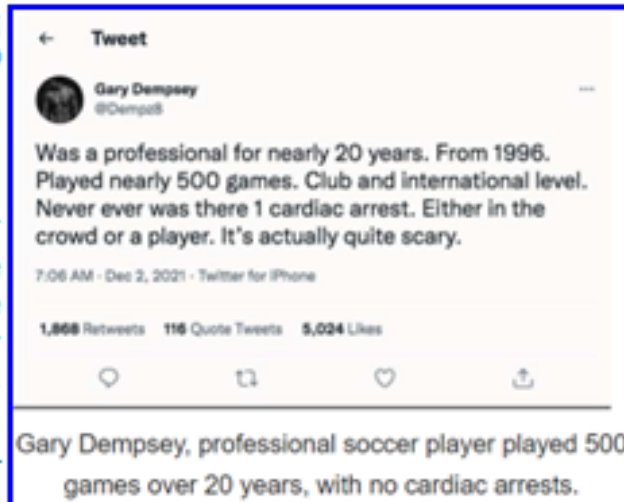 ← Tweet
Gary Dempsey
@Dempz8
Was a professional for nearly 20 years. From 1996.
Played nearly 500 games. Club and international level.
Never ever was there 1 cardiac arrest. Either in the
crowd or a player. It's actually quite scary.
7:06 AM · Dec 2, 2021 · Twitter for iPhone
1,868 Retweets 116 Quote Tweets 5,024 Likes
Gary Dempsey, professional soccer player played 500
games over 20 years, with no cardiac arrests.